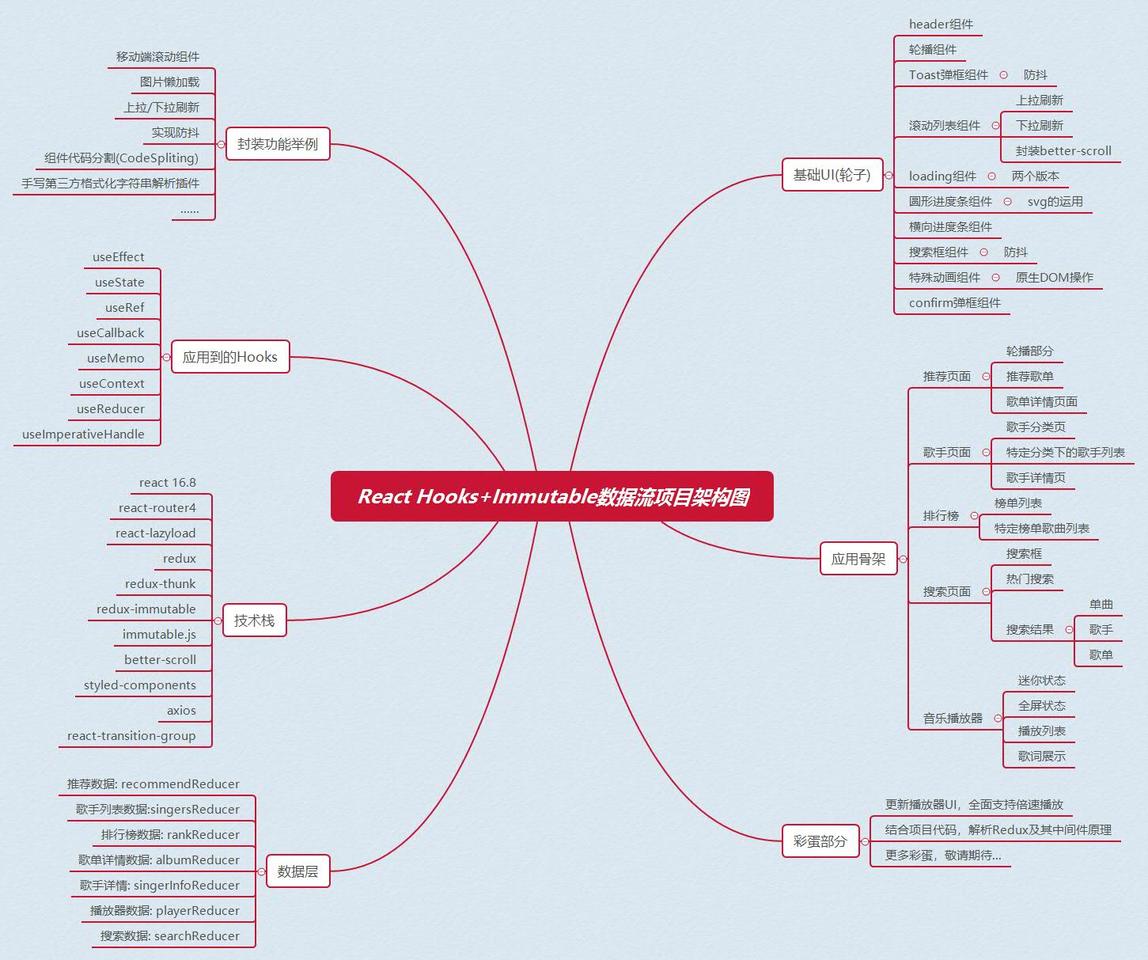 React Hooks+Immutable数据流项目架构图
封装功能举例
移动端滚动组件
图片懒加载
上拉/下拉刷新
实现防抖
组件代码分割(CodeSpliting)
手写第三方格式化字符串解析插件
......
应用到的Hooks
useEffect
useState
useRef
useCallback
useMemo
useContext
useReducer
useImperativeHandle
技术栈
react 16.8
react-router4
react-lazyload
redux
redux-thunk
redux-immutable
immutable.js
better-scroll
styled-components
axios
react-transition-group
数据层
推荐数据: recommendReducer
歌手列表数据:singersReducer
排行榜数据: rankReducer
歌单详情数据: albumReducer
歌手详情: singerInfoReducer
播放器数据: playerReducer
搜索数据: searchReducer
基础UI(轮子)
header组件
轮播组件
Toast弹框组件
防抖
滚动列表组件
上拉刷新
下拉刷新
封装better-scroll
loading组件
两个版本
圆形进度条组件
svg的运用
横向进度条组件
搜索框组件
防抖
特殊动画组件
原生DOM操作
confirm弹框组件
应用骨架
推荐页面
轮播部分
推荐歌单
歌单详情页面
歌手页面
歌手分类页
特定分类下的歌手列表
歌手详情页
排行榜
榜单列表
特定榜单歌曲列表
搜索页面
搜索框
热门搜索
搜索结果
单曲
歌手
歌单
音乐播放器
迷你状态
全屏状态
播放列表
歌词展示
彩蛋部分
更新播放器UI，全面支持倍速播放
结合项目代码，解析Redux及其中间件原理
更多彩蛋，敬请期待...